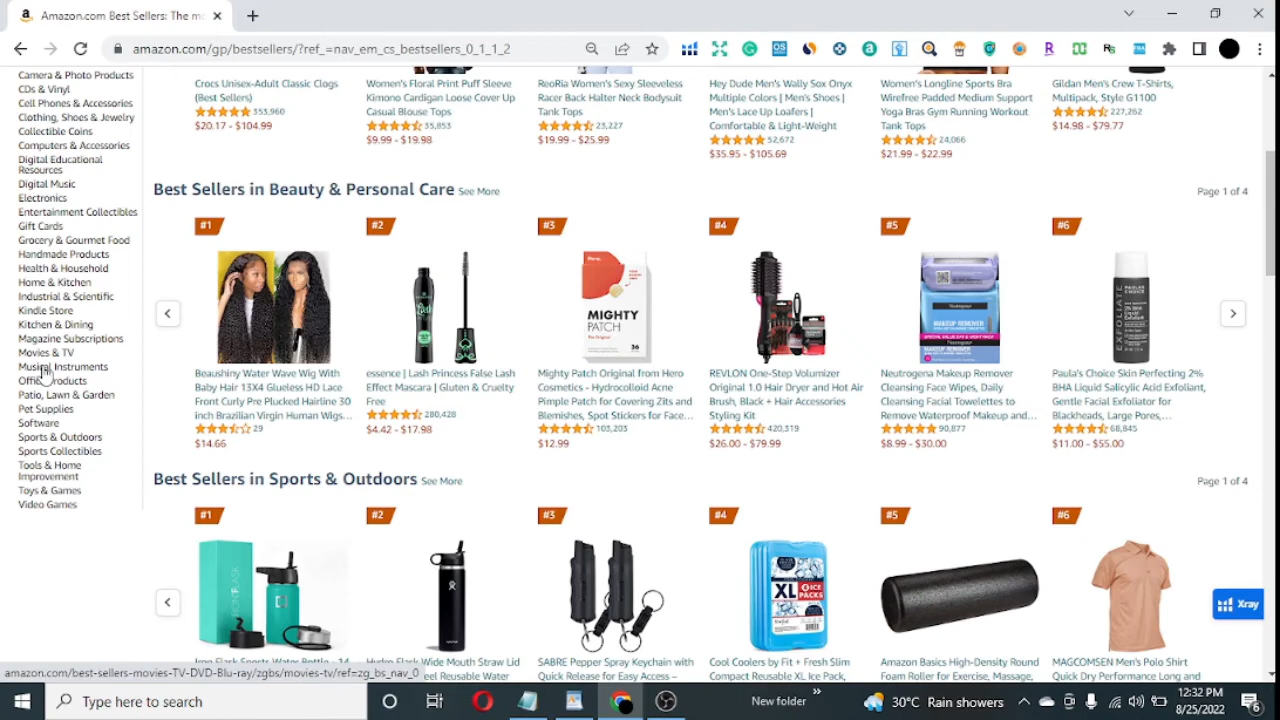 Amazon.com Best Sellers: The mo
amazon.com/gp/bestsellers/?ref_=nav_em_cs_bestsellers_0_1_1_2
Camera & Photo Products
CDs & Vinyl
Cell Phones & Accessories
Clothing, Shoes & Jewelry
Collectible Coins
Computers & Accessories
Digital Educational
Resources
Digital Music
Electronics
Entertainment Collectibles
Gift Cards
Grocery & Gourmet Food
Handmade Products
Health & Household
Home & Kitchen
Industrial & Scientific
Kindle Store
Kitchen & Dining
Magazine Subscriptions
Movies & TV
Musical Instruments
Office Products
Patio, Lawn & Garden
Pet Supplies
Software
Sports & Outdoors
Sports Collectibles
Tools & Home
Improvement
Toys & Games
Video Games
Crocs Unisex-Adult Classic Clogs
(Best Sellers)
353,960
$20.17 - $104.99
Women's Floral Print Puff Sleeve
Kimono Cardigan Loose Cover Up
Casual Blouse Tops
35,853
$9.99 - $19.98
ReoRia Women's Sexy Sleeveless
Racer Back Halter Neck Bodysuit
Tank Tops
23,227
$19.99 - $25.99
Hey Dude Men's Wally Sox Onyx
Multiple Colors | Men's Shoes |
Men's Lace Up Loafers |
Comfortable & Light-Weight
52,672
$35.95 - $105.69
Women's Longline Sports Bra
Wirefree Padded Medium Support
Yoga Bras Gym Running Workout
Tank Tops
24,066
$21.99 - $22.99
Gildan Men's Crew T-Shirts,
Multipack, Style G1100
227,262
$14.98 - $79.77
Best Sellers in Beauty & Personal Care See More
Page 1 of 4
#1
#2
#3
#4
#5
#6
MIGHTY
PATCH
36
Neutrogena
MAKEUP REMOVER
PAULA'S CHOICE
EXFOLIATE
Beaushiny Water Wave Wig With
Baby Hair 13X4 Glueless HD Lace
Front Curly Pre Plucked Hairline 30
inch Brazilian Virgin Human Wigs...
29
$14.66
essence | Lash Princess False Lash
Effect Mascara | Gluten & Cruelty
Free
280,428
$4.42 - $17.98
Mighty Patch Original from Hero
Cosmetics - Hydrocolloid Acne
Pimple Patch for Covering Zits and
Blemishes, Spot Stickers for Face...
103,203
$12.99
REVLON One-Step Volumizer
Original 1.0 Hair Dryer and Hot Air
Brush, Black + Hair Accessories
Styling Kit
420,319
$26.00 - $79.99
Neutrogena Makeup Remover
Cleansing Face Wipes, Daily
Cleansing Facial Towelettes to
Remove Waterproof Makeup and...
90,877
$8.99 - $30.00
Paula's Choice Skin Perfecting 2%
BHA Liquid Salicylic Acid Exfoliant,
Gentle Facial Exfoliator for
Blackheads, Large Pores,...
68,845
$11.00 - $55.00
Best Sellers in Sports & Outdoors See More
Page 1 of 4
#1
#2
#3
#4
#5
#6
XL
ICE
PACKS
Iron Flask Sports Water Bottle - 14
Hydro Flask Wide Mouth Straw Lid
SABRE Pepper Spray Keychain with
Quick Release for Easy Access –
Cool Coolers by Fit + Fresh Slim
Compact Reusable XL Ice Pack,
Amazon Basics High-Density Round
Foam Roller for Exercise, Massage,
MAGCOMSEN Men's Polo Shirt
Quick Dry Performance Long and
Xray
amazon.com/best-sellers-movies-TV-DVD-Blu-ray/zgbs/movies-tv/ref=zg_bs_nav_0
Type here to search
New folder
30°C Rain showers
12:32 PM
8/25/2022
6